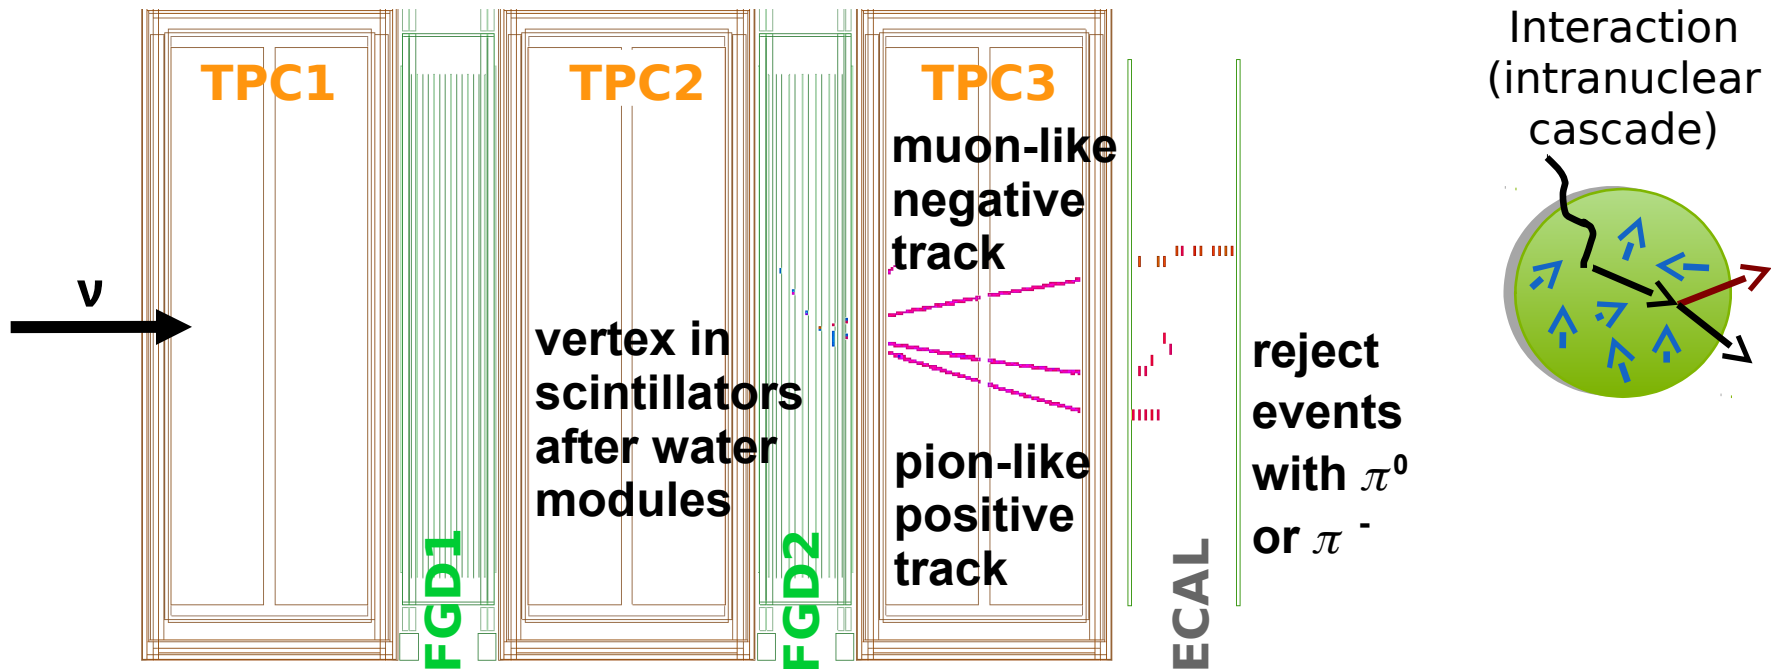 TPC1
TPC2
TPC3
muon-like
negative
track
ν
vertex in
scintillators
after water
modules
pion-like
positive
track
FGD1
FGD2
ECAL
reject
events
with π⁰
or π ⁻
Interaction
(intranuclear
cascade)